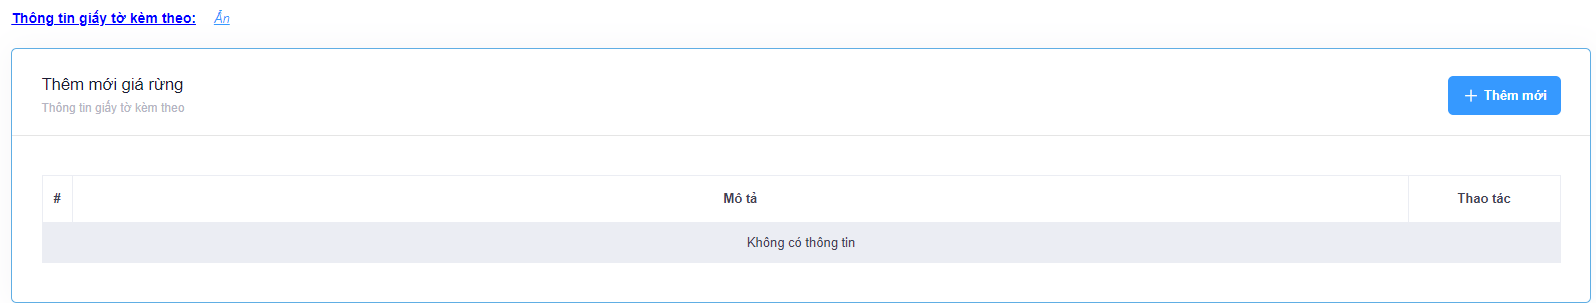 Thông tin giấy tờ kèm theo: Ẩn
Thêm mới giá rừng
Thông tin giấy tờ kèm theo
+ Thêm mới
# Mô tả Thao tác
Không có thông tin